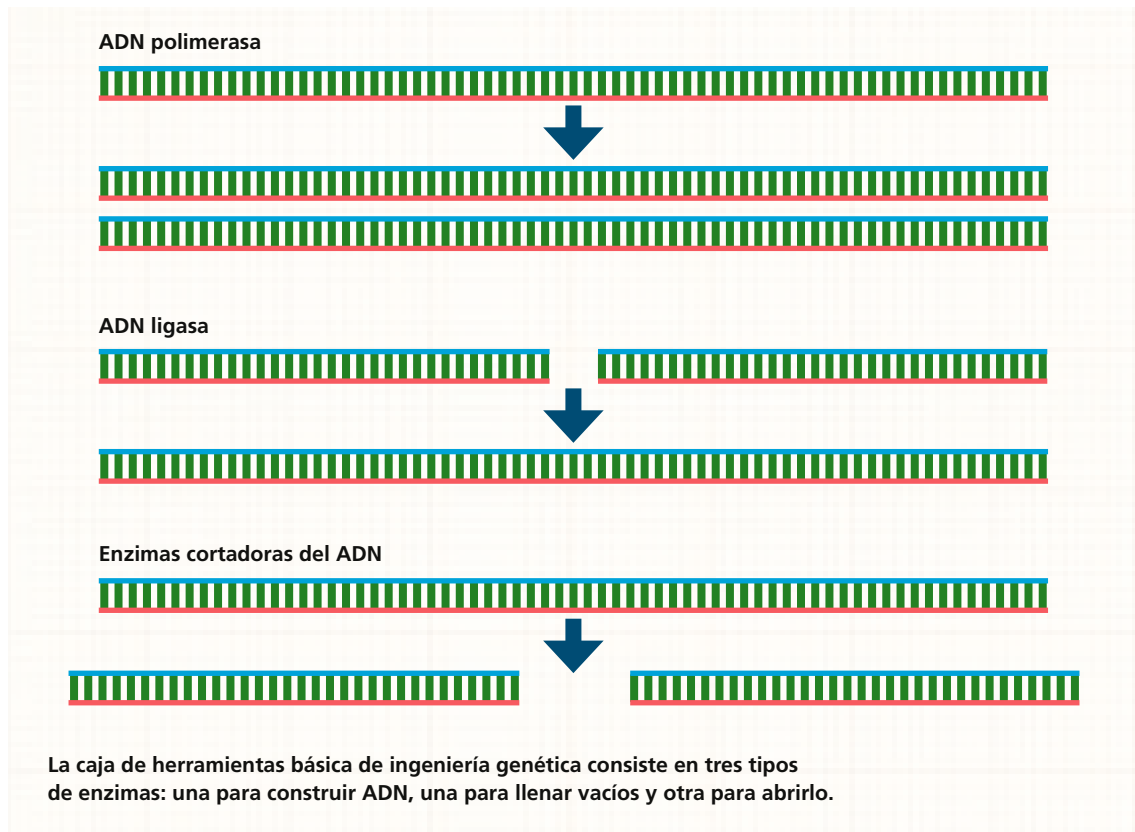 ADN polimerasa
ADN ligasa
Enzimas cortadoras del ADN
La caja de herramientas básica de ingeniería genética consiste en tres tipos
de enzimas: una para construir ADN, una para llenar vacíos y otra para abrirlo.